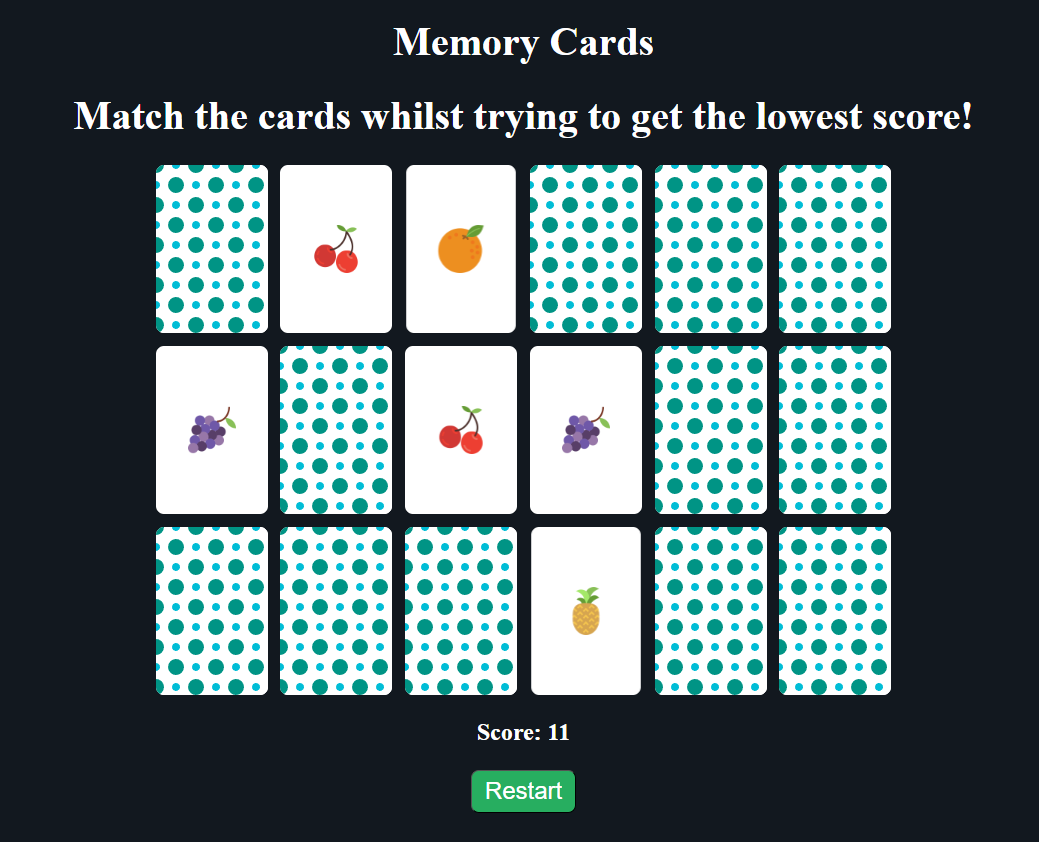 Memory Cards
Match the cards whilst trying to get the lowest score!
Score: 11
Restart